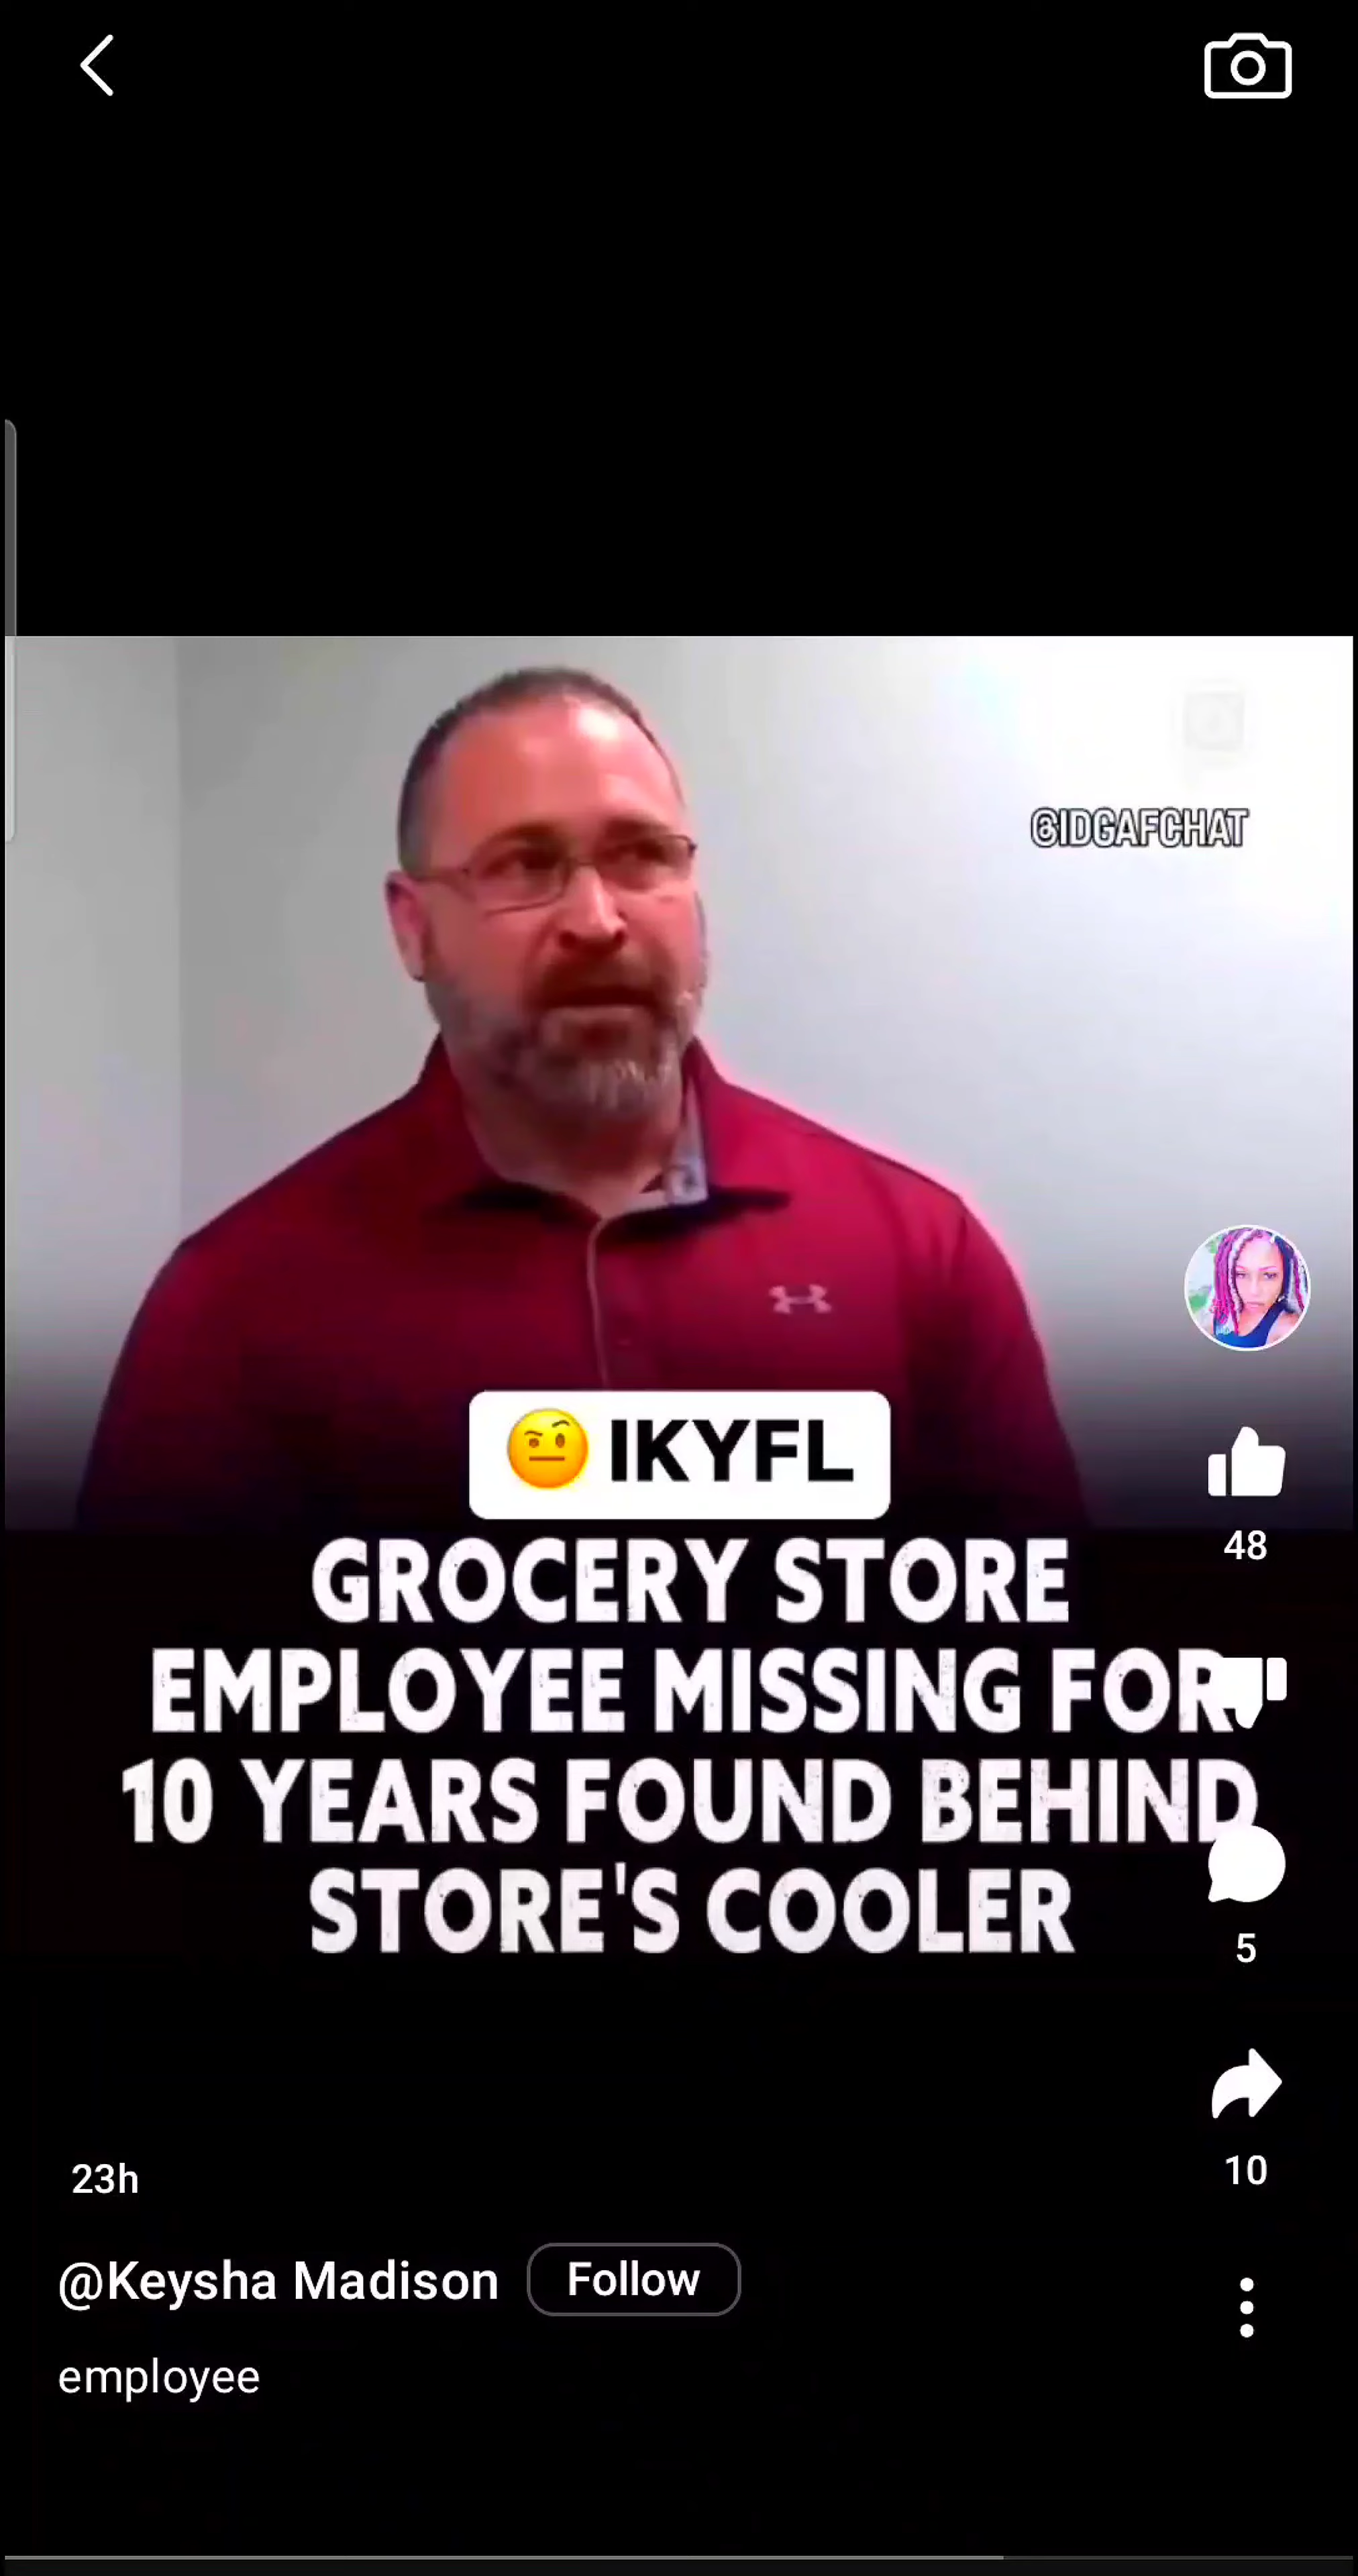 @IDGAFCHAT
🤨 IKYFL
GROCERY STORE
EMPLOYEE MISSING FOR
10 YEARS FOUND BEHIND
STORE'S COOLER
48
5
10
23h
@Keysha Madison Follow
employee